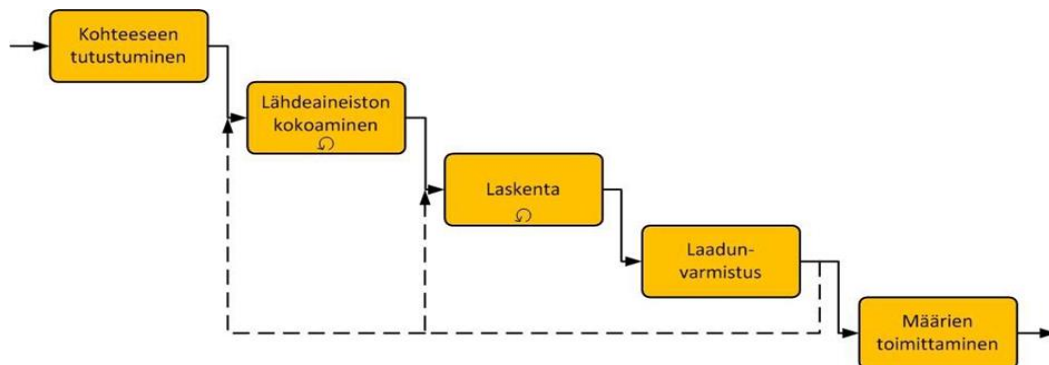 Kohteeseen
tutustuminen
Lähdeaineiston
kokoaminen
Laskenta
Laadun-
varmistus
Määrien
toimittaminen